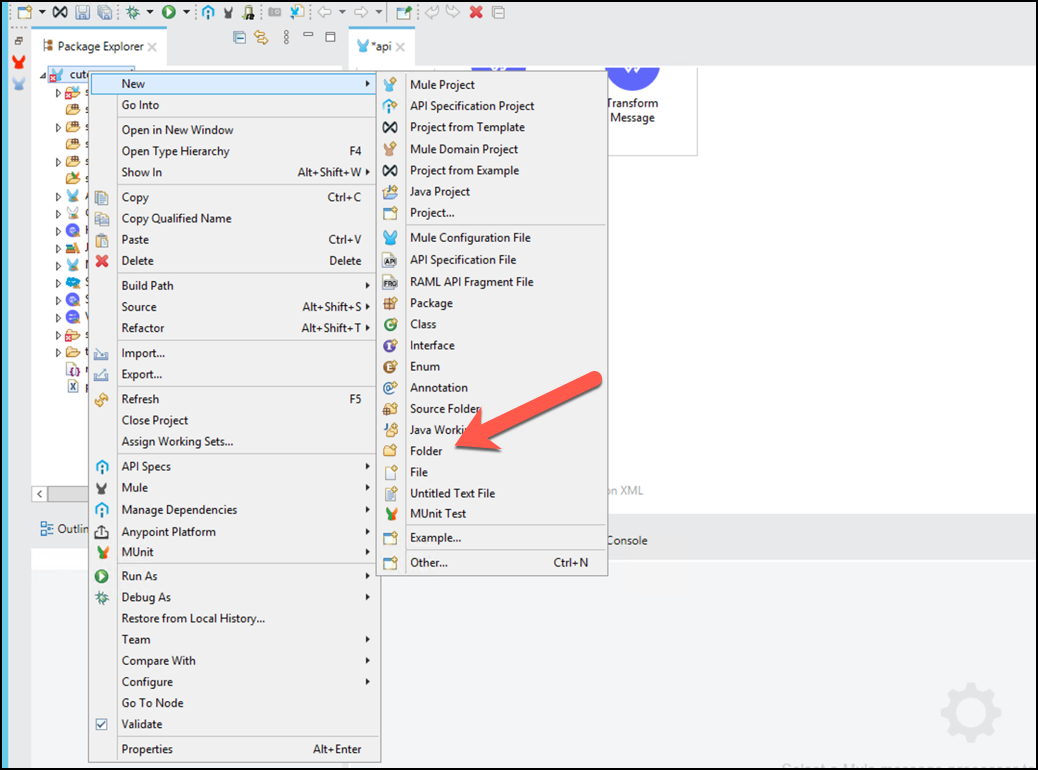 Package Explorer
*api
New
Go Into
Open in New Window
Open Type Hierarchy F4
Show In Alt+Shift+W
Copy Ctrl+C
Copy Qualified Name
Paste Ctrl+V
Delete Delete
Build Path
Source Alt+Shift+S
Refactor Alt+Shift+T
Import...
Export...
Refresh F5
Close Project
Assign Working Sets...
API Specs
Mule
Manage Dependencies
Anypoint Platform
MUnit
Run As
Debug As
Restore from Local History...
Team
Compare With
Configure
Go To Node
Validate
Properties Alt+Enter
Mule Project
API Specification Project
Project from Template
Mule Domain Project
Project from Example
Java Project
Project...
Mule Configuration File
API Specification File
RAML API Fragment File
Package
Class
Interface
Enum
Annotation
Source Folder
Java
Folder
File
Untitled Text File
MUnit Test
Example...
Other... Ctrl+N
Transform
Message
XML
Console